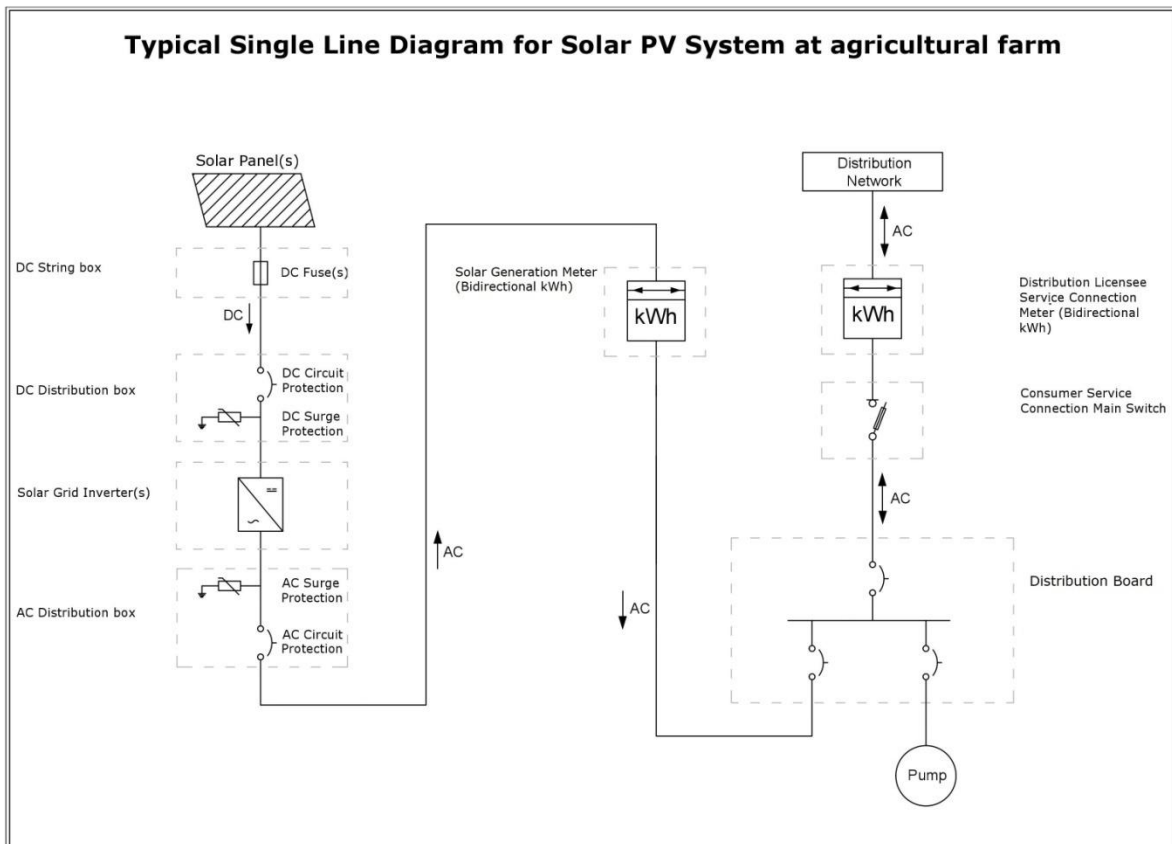 Typical Single Line Diagram for Solar PV System at agricultural farm
Solar Panel(s)
DC String box
DC Fuse(s)
DC
DC Distribution box
DC Circuit
Protection
DC Surge
Protection
Solar Grid Inverter(s)
AC Distribution box
AC Surge
Protection
AC Circuit
Protection
AC
Solar Generation Meter
(Bidirectional kWh)
kWh
AC
Distribution
Network
AC
kWh
Distribution Licensee
Service Connection
Meter (Bidirectional
kWh)
Consumer Service
Connection Main Switch
AC
Distribution Board
Pump